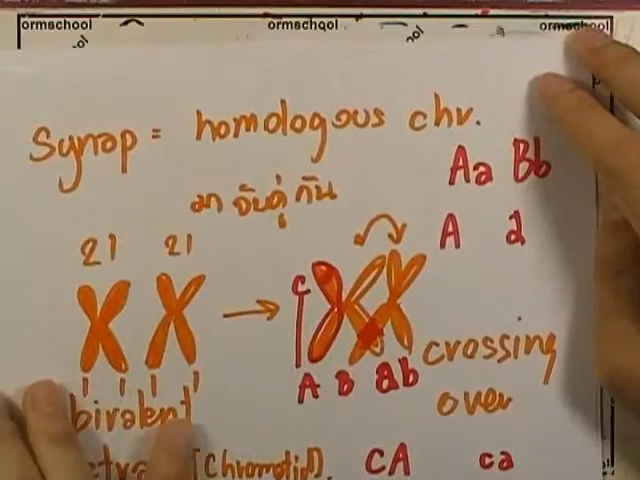 ormschool ormschool ormschool
Synap = homologous chr.
มาจับคู่กัน
Aa Bb
A a
21 21
C
A B a b
crossing
over
bivalent
(chromatid). CA ca